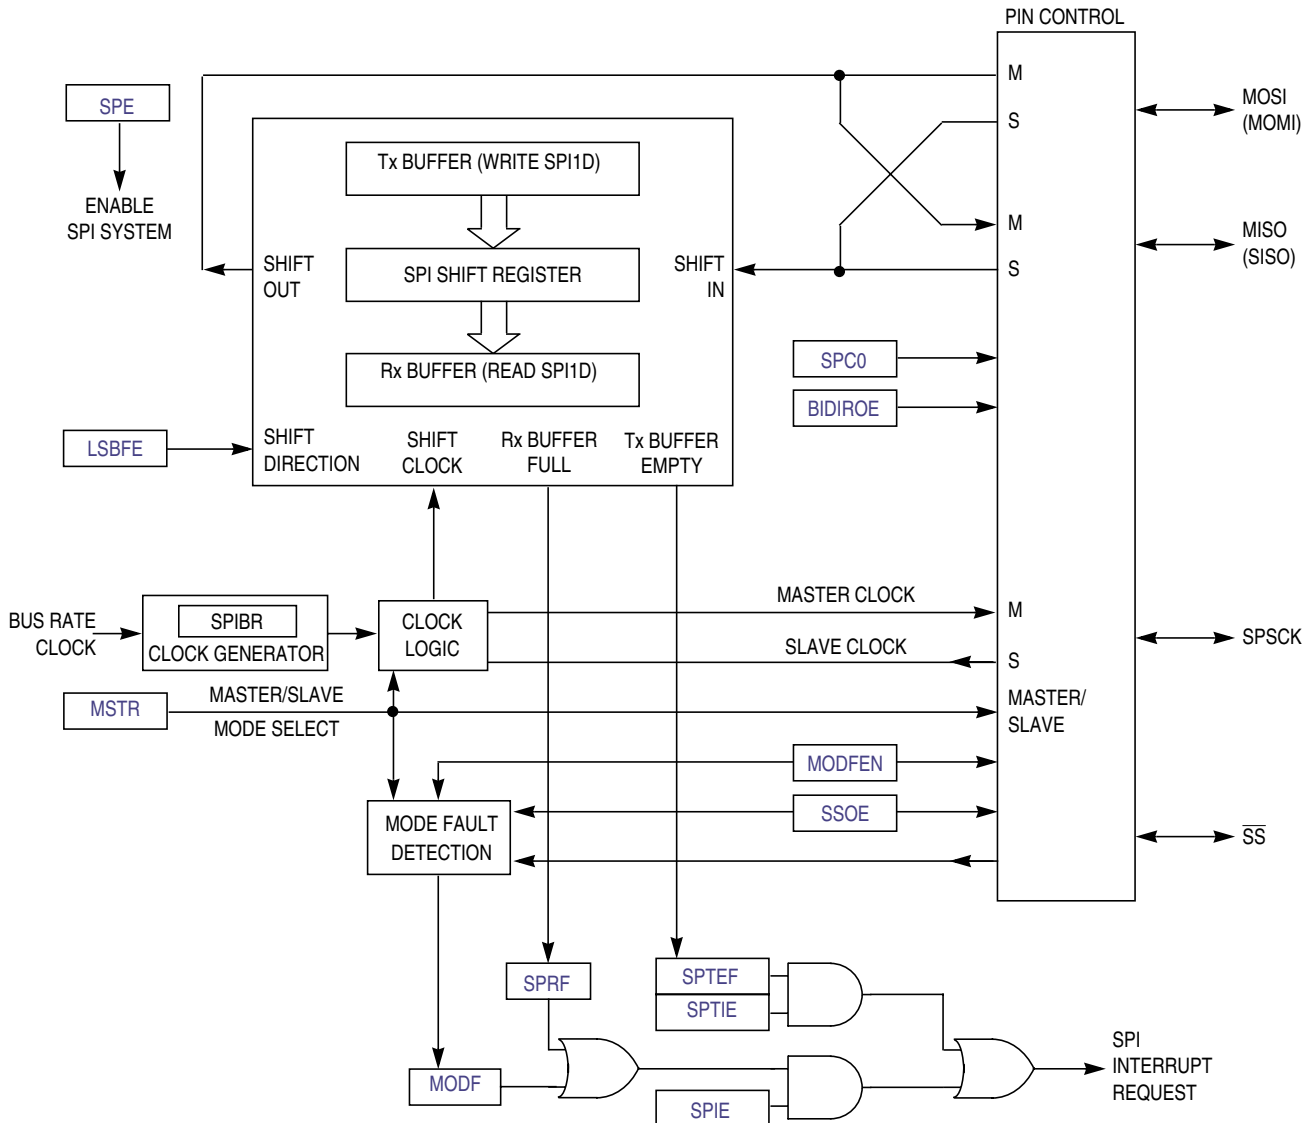 PIN CONTROL
M
SPE
MOSI
(MOMI)
S
Tx BUFFER (WRITE SPI1D)
ENABLE
SPI SYSTEM
M
MISO
(SISO)
SHIFT
OUT
SPI SHIFT REGISTER
SHIFT
IN
S
SPC0
Rx BUFFER (READ SPI1D)
BIDIROE
LSBFE
SHIFT
DIRECTION
SHIFT
CLOCK
Rx BUFFER
FULL
Tx BUFFER
EMPTY
BUS RATE
CLOCK
SPIBR
CLOCK GENERATOR
CLOCK
LOGIC
MASTER CLOCK
M
SLAVE CLOCK
S
SPSCK
MSTR
MASTER/SLAVE
MODE SELECT
MASTER/
SLAVE
MODFEN
SSOE
MODE FAULT
DETECTION
SS
SPRF
SPTEF
SPTIE
MODF
SPIE
SPI
INTERRUPT
REQUEST